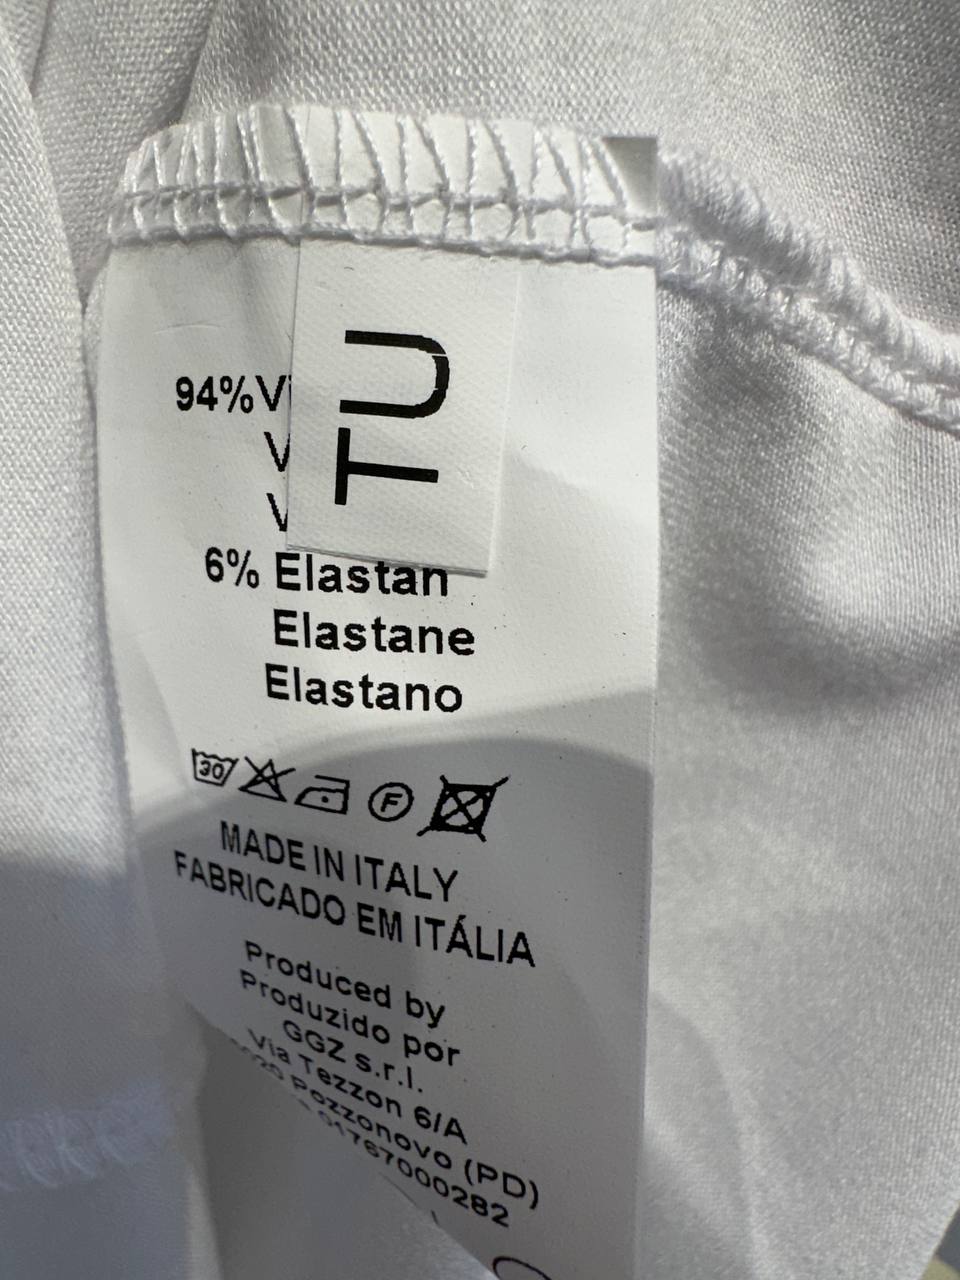 TU
94%
6% Elastan
Elastane
Elastano
30
F
MADE IN ITALY
FABRICADO EM ITÁLIA
Produced by
Produzido por
GGZ s.r.l.
Via Tezzon 6/A
Pozzonovo (PD)
01767000282